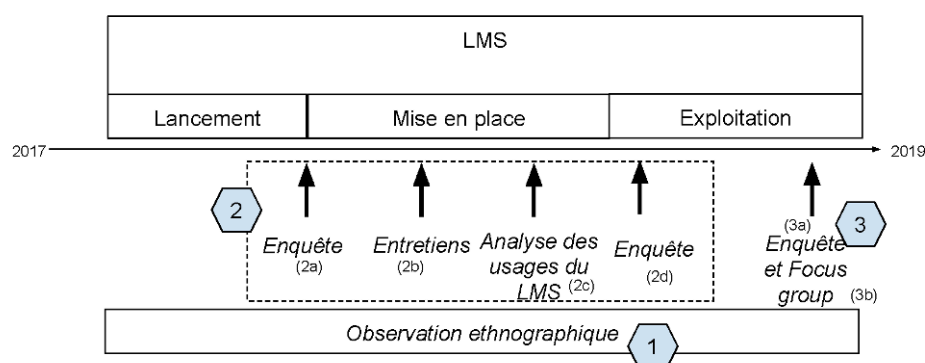 LMS
Lancement
Mise en place
Exploitation
2017
2019
2
Enquête
(2a)
Entretiens
(2b)
Analyse des
usages du
LMS (2c)
Enquête
(2d)
3
(3a)
Enquête
et Focus
group (3b)
Observation ethnographique
1